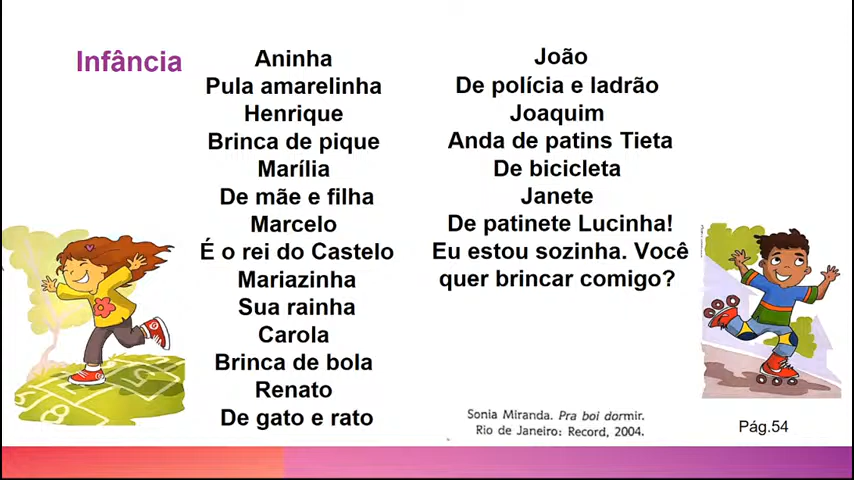 Infância
Aninha
Pula amarelinha
Henrique
Brinca de pique
Marília
De mãe e filha
Marcelo
É o rei do Castelo
Mariazinha
Sua rainha
Carola
Brinca de bola
Renato
De gato e rato
João
De polícia e ladrão
Joaquim
Anda de patins Tieta
De bicicleta
Janete
De patinete Lucinha!
Eu estou sozinha. Você
quer brincar comigo?
Sonia Miranda. Pra boi dormir.
Rio de Janeiro: Record, 2004.
Pág.54